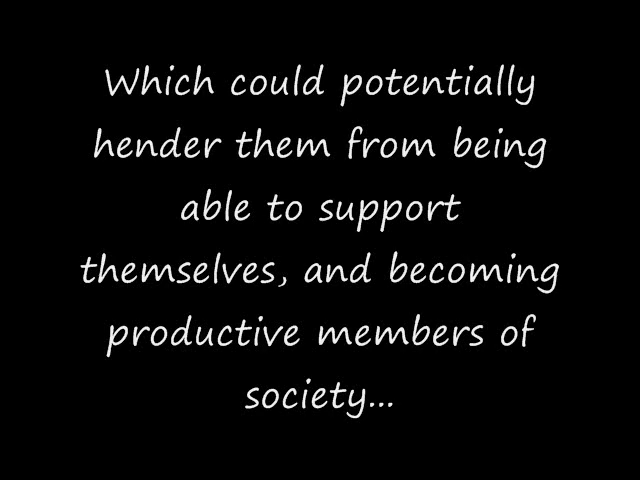 Which could potentially
hender them from being
able to support
themselves, and becoming
productive members of
society...